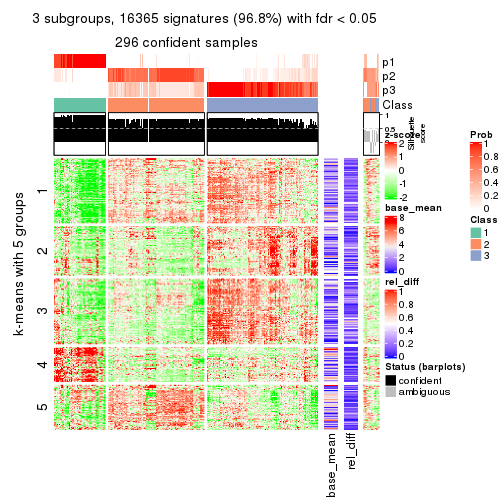 3 subgroups, 16365 signatures (96.8%) with fdr < 0.05
296 confident samples
p1
p2
p3
Class
1
0.5
0
Silhouette
score
k-means with 5 groups
1
2
3
4
5
base_mean
rel_diff
z-score
2
1
0
-1
-2
base_mean
8
6
4
2
0
rel_diff
1
0.8
0.6
0.4
0.2
0
Status (barplots)
confident
ambiguous
Prob
1
0.8
0.6
0.4
0.2
0
Class
1
2
3